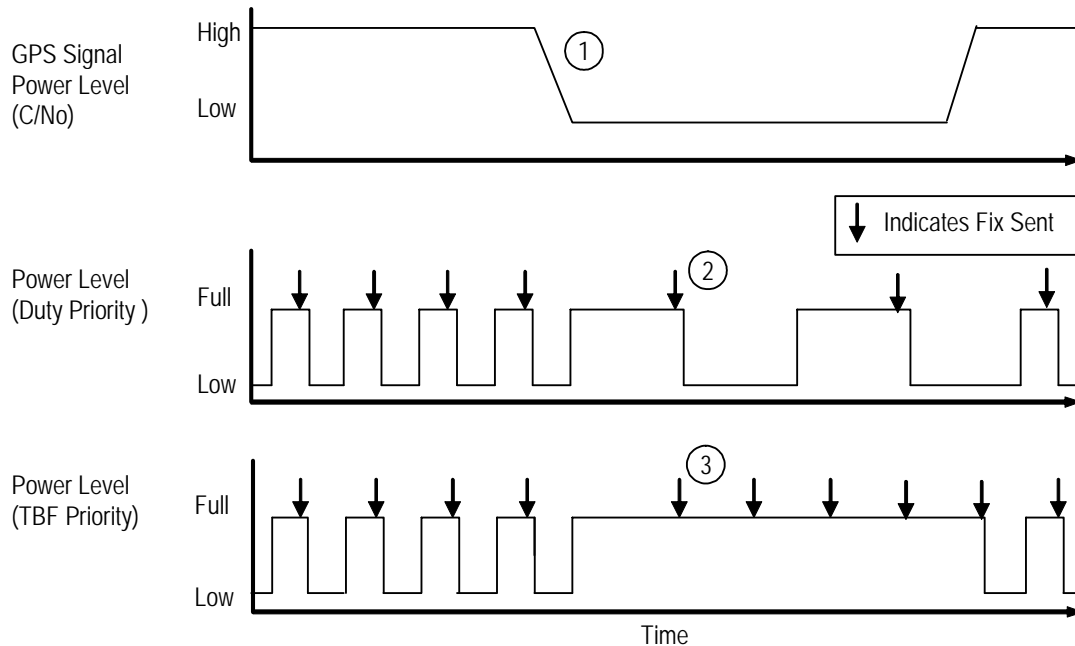 GPS Signal
Power Level
(C/No)
High
Low
1
Indicates Fix Sent
Power Level
(Duty Priority )
Full
Low
2
Power Level
(TBF Priority)
Full
Low
3
Time